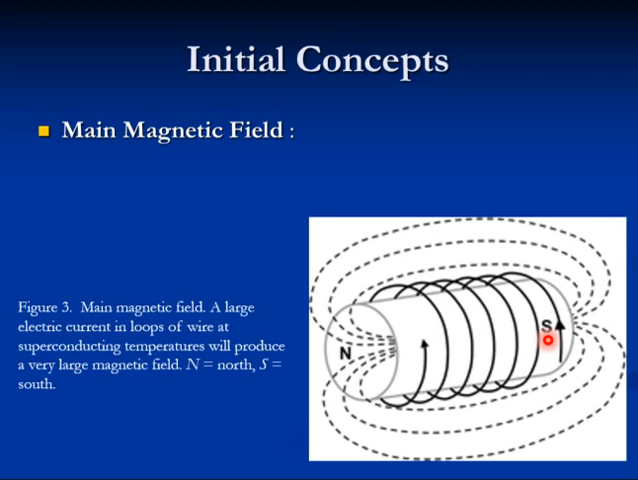 Initial Concepts
Main Magnetic Field :
Figure 3. Main magnetic field. A large
electric current in loops of wire at
superconducting temperatures will produce
a very large magnetic field. N = north, S =
south.
N
S